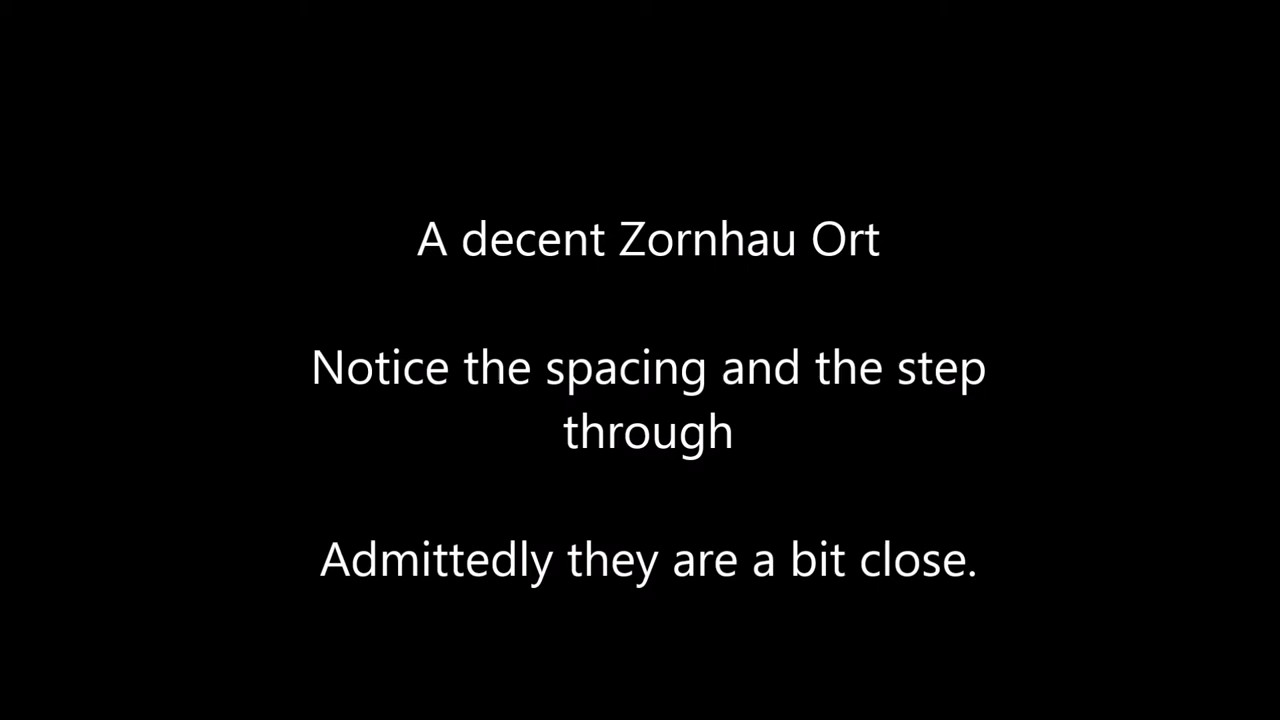 A decent Zornhau Ort
Notice the spacing and the step
through
Admittedly they are a bit close.